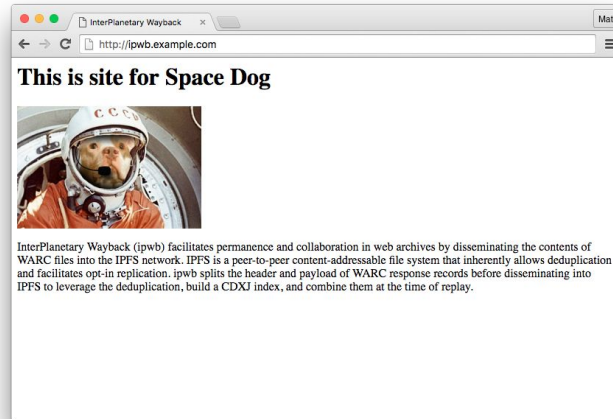 InterPlanetary Wayback
Mat
http://ipwb.example.com
This is site for Space Dog
CCCP
InterPlanetary Wayback (ipwb) facilitates permanence and collaboration in web archives by disseminating the contents of
WARC files into the IPFS network. IPFS is a peer-to-peer content-addressable file system that inherently allows deduplication
and facilitates opt-in replication. ipwb splits the header and payload of WARC response records before disseminating into
IPFS to leverage the deduplication, build a CDXJ index, and combine them at the time of replay.